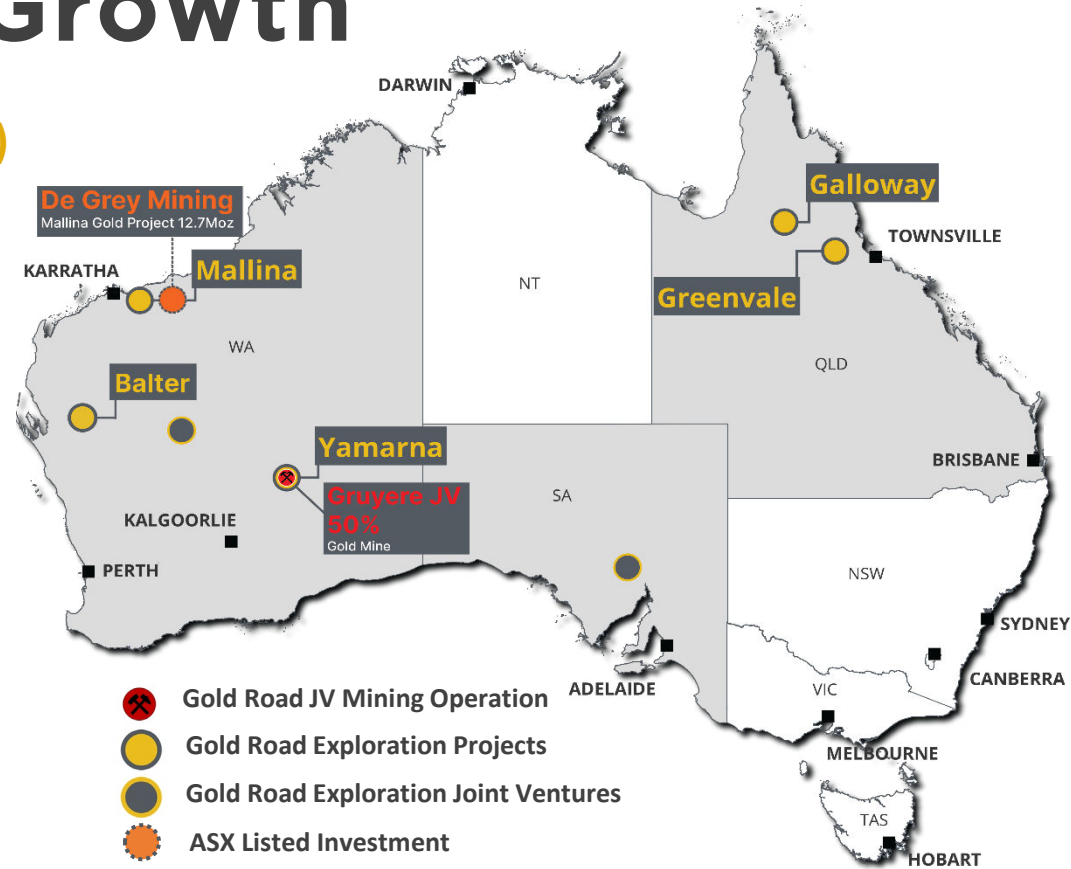 Growth
DARWIN
De Grey Mining
Mallina Gold Project 12.7Moz
Galloway
TOWNSVILLE
KARRATHA
Mallina
NT
Greenvale
WA
QLD
Balter
Yamarna
BRISBANE
Gruyere JV
50%
Gold Mine
SA
KALGOORLIE
PERTH
NSW
SYDNEY
CANBERRA
ADELAIDE
VIC
MELBOURNE
TAS
HOBART
Gold Road JV Mining Operation
Gold Road Exploration Projects
Gold Road Exploration Joint Ventures
ASX Listed Investment